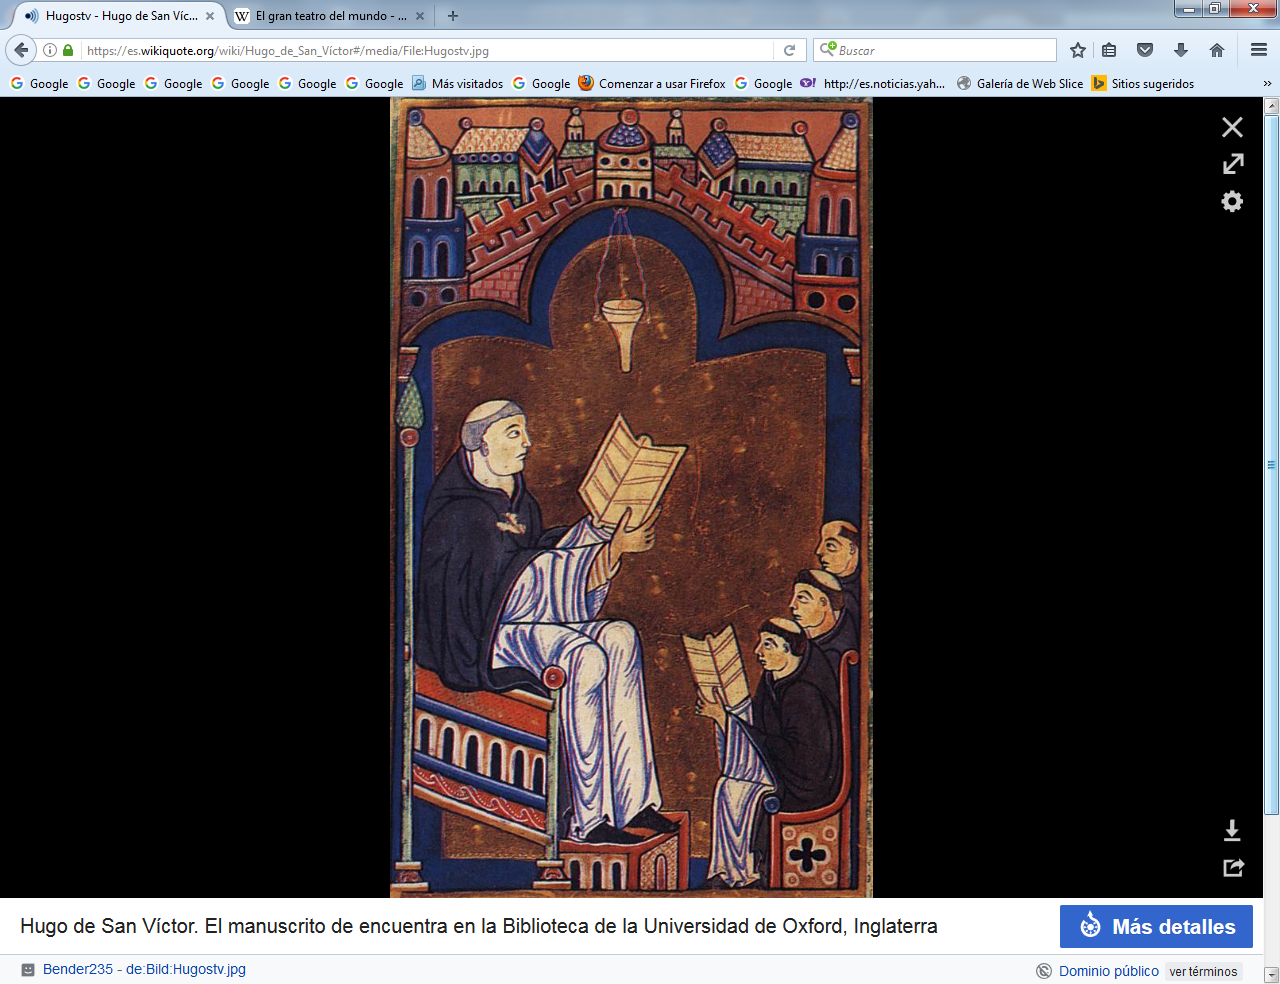 Hugostv - Hugo de San Víc...
El gran teatro del mundo - ...
https://es.wikiquote.org/wiki/Hugo_de_San_Víctor#/media/File:Hugostv.jpg
Buscar
Google Google Google Google Google Google Más visitados Google Comenzar a usar Firefox Google http://es.noticias.yah... Galería de Web Slice Sitios sugeridos
Hugo de San Víctor. El manuscrito de encuentra en la Biblioteca de la Universidad de Oxford, Inglaterra
Más detalles
Bender235 - de:Bild:Hugostv.jpg
Dominio público ver términos